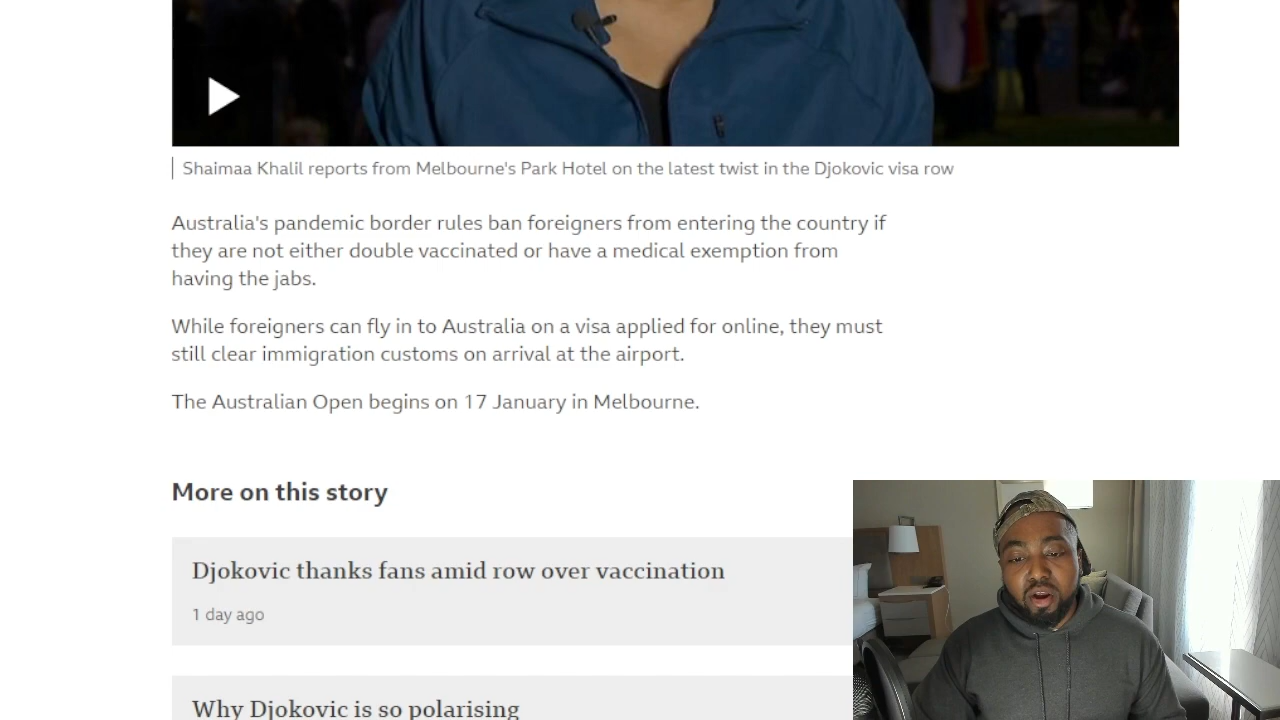 Shaimaa Khalil reports from Melbourne's Park Hotel on the latest twist in the Djokovic visa row
Australia's pandemic border rules ban foreigners from entering the country if
they are not either double vaccinated or have a medical exemption from
having the jabs.
While foreigners can fly in to Australia on a visa applied for online, they must
still clear immigration customs on arrival at the airport.
The Australian Open begins on 17 January in Melbourne.
More on this story
Djokovic thanks fans amid row over vaccination
1 day ago
Why Djokovic is so polarising